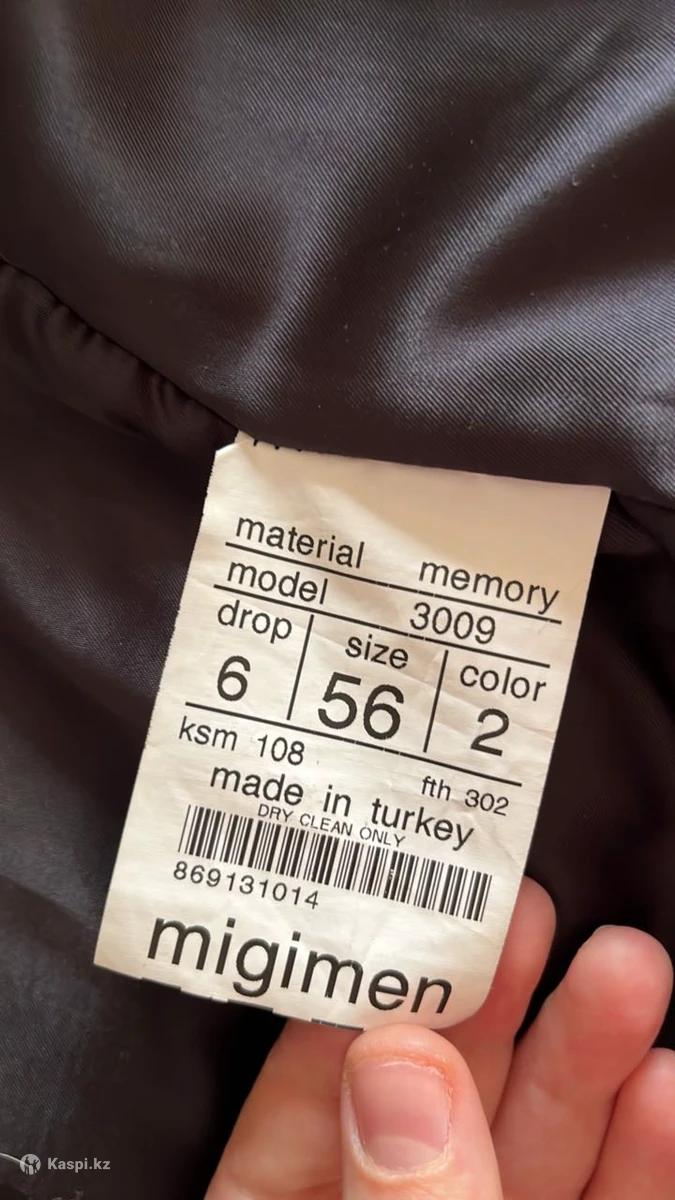 material memory
model 3009
drop size color
6 56 2
ksm 108 fth 302
made in turkey
DRY CLEAN ONLY
869131014
migimen
Kaspi.kz